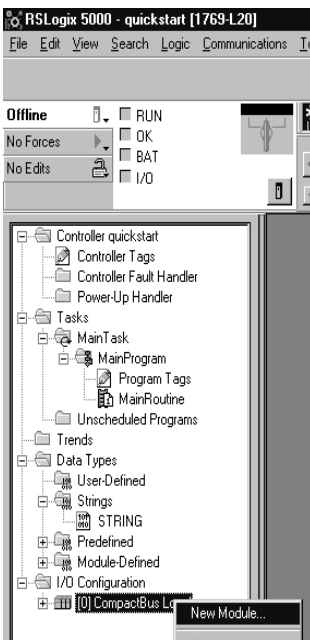 RSLogix 5000 - quickstart [1769-L20]
File Edit View Search Logic Communications
Offline
RUN
No Forces
OK
No Edits
BAT
I/O
Controller quickstart
Controller Tags
Controller Fault Handler
Power-Up Handler
Tasks
MainTask
MainProgram
Program Tags
MainRoutine
Unscheduled Programs
Trends
Data Types
User-Defined
Strings
STRING
Predefined
Module-Defined
I/O Configuration
[0] CompactBus
New Module...